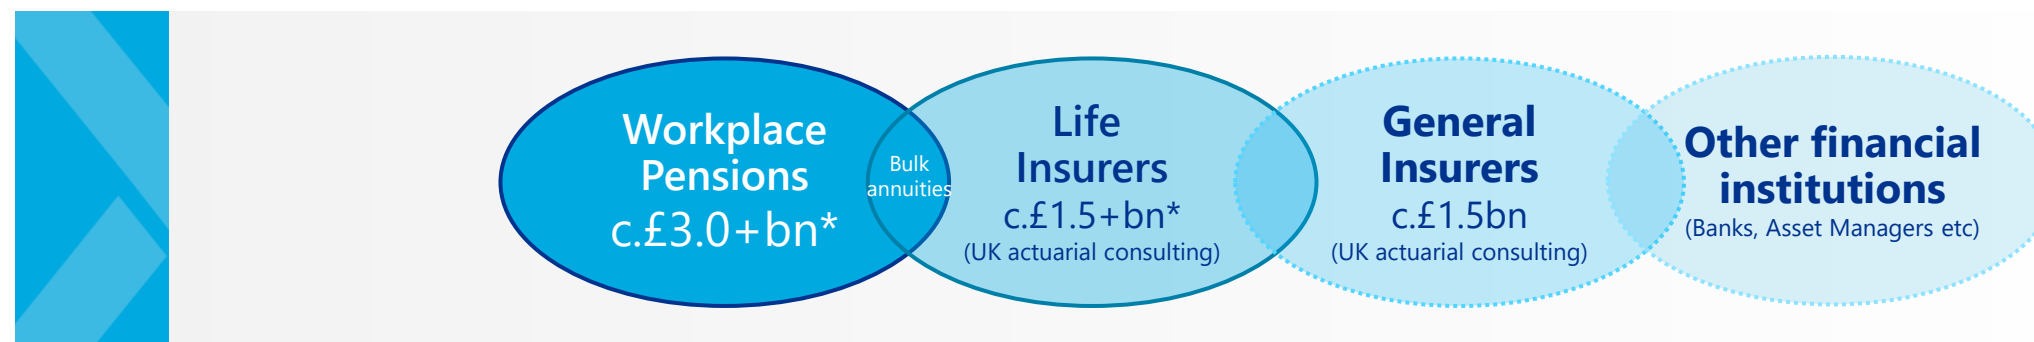 Workplace
Pensions
c.£3.0+bn*
Bulk
annuities
Life
Insurers
c.£1.5+bn*
(UK actuarial consulting)
General
Insurers
c.£1.5bn
(UK actuarial consulting)
Other financial
institutions
(Banks, Asset Managers etc)